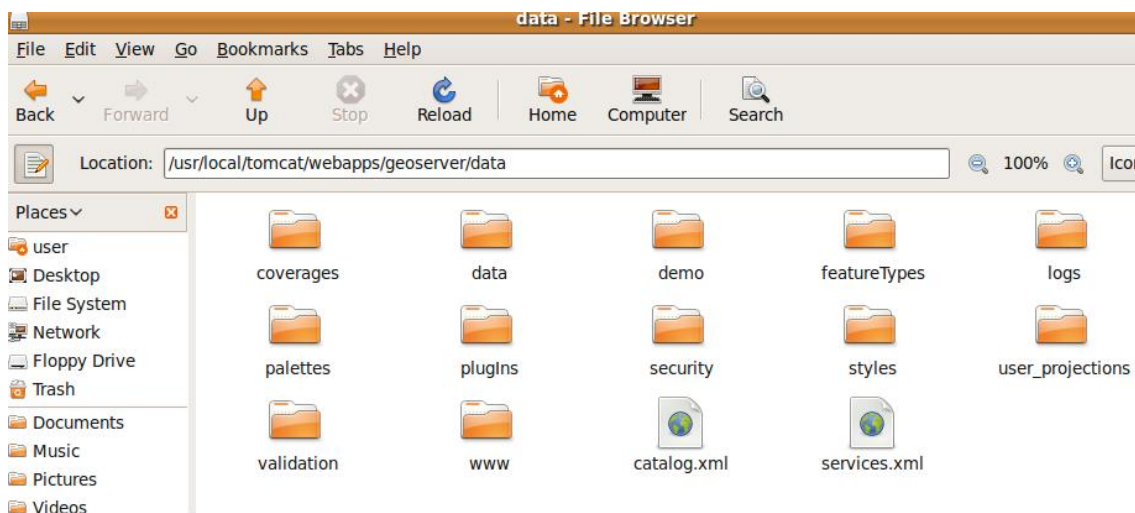 data - File Browser
File Edit View Go Bookmarks Tabs Help
Back Forward Up Stop Reload Home Computer Search
Location: /usr/local/tomcat/webapps/geoserver/data 100% Ico
Places
user
Desktop
File System
Network
Floppy Drive
Trash
Documents
Music
Pictures
Videos
coverages data demo featureTypes logs
palettes plugIns security styles user_projections
validation www catalog.xml services.xml